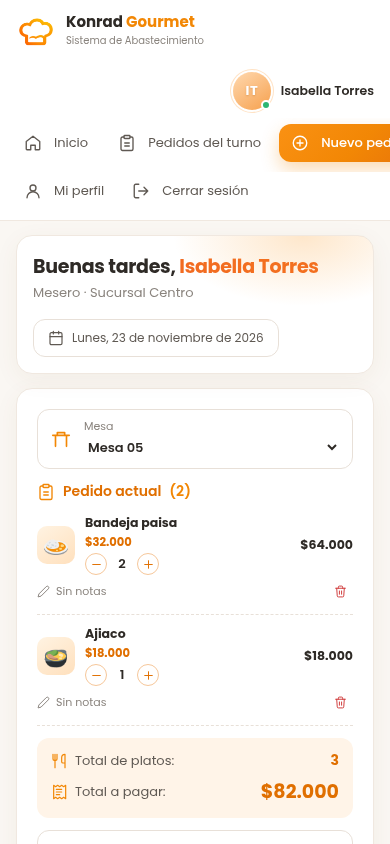 Konrad Gourmet
Sistema de Abastecimiento
IT
Isabella Torres
Inicio
Pedidos del turno
Nuevo ped
Mi perfil
Cerrar sesión
Buenas tardes, Isabella Torres
Mesero · Sucursal Centro
Lunes, 23 de noviembre de 2026
Mesa
Mesa 05
Pedido actual (2)
Bandeja paisa
$32.000
2
$64.000
Sin notas
Ajiaco
$18.000
1
$18.000
Sin notas
Total de platos: 3
Total a pagar: $82.000